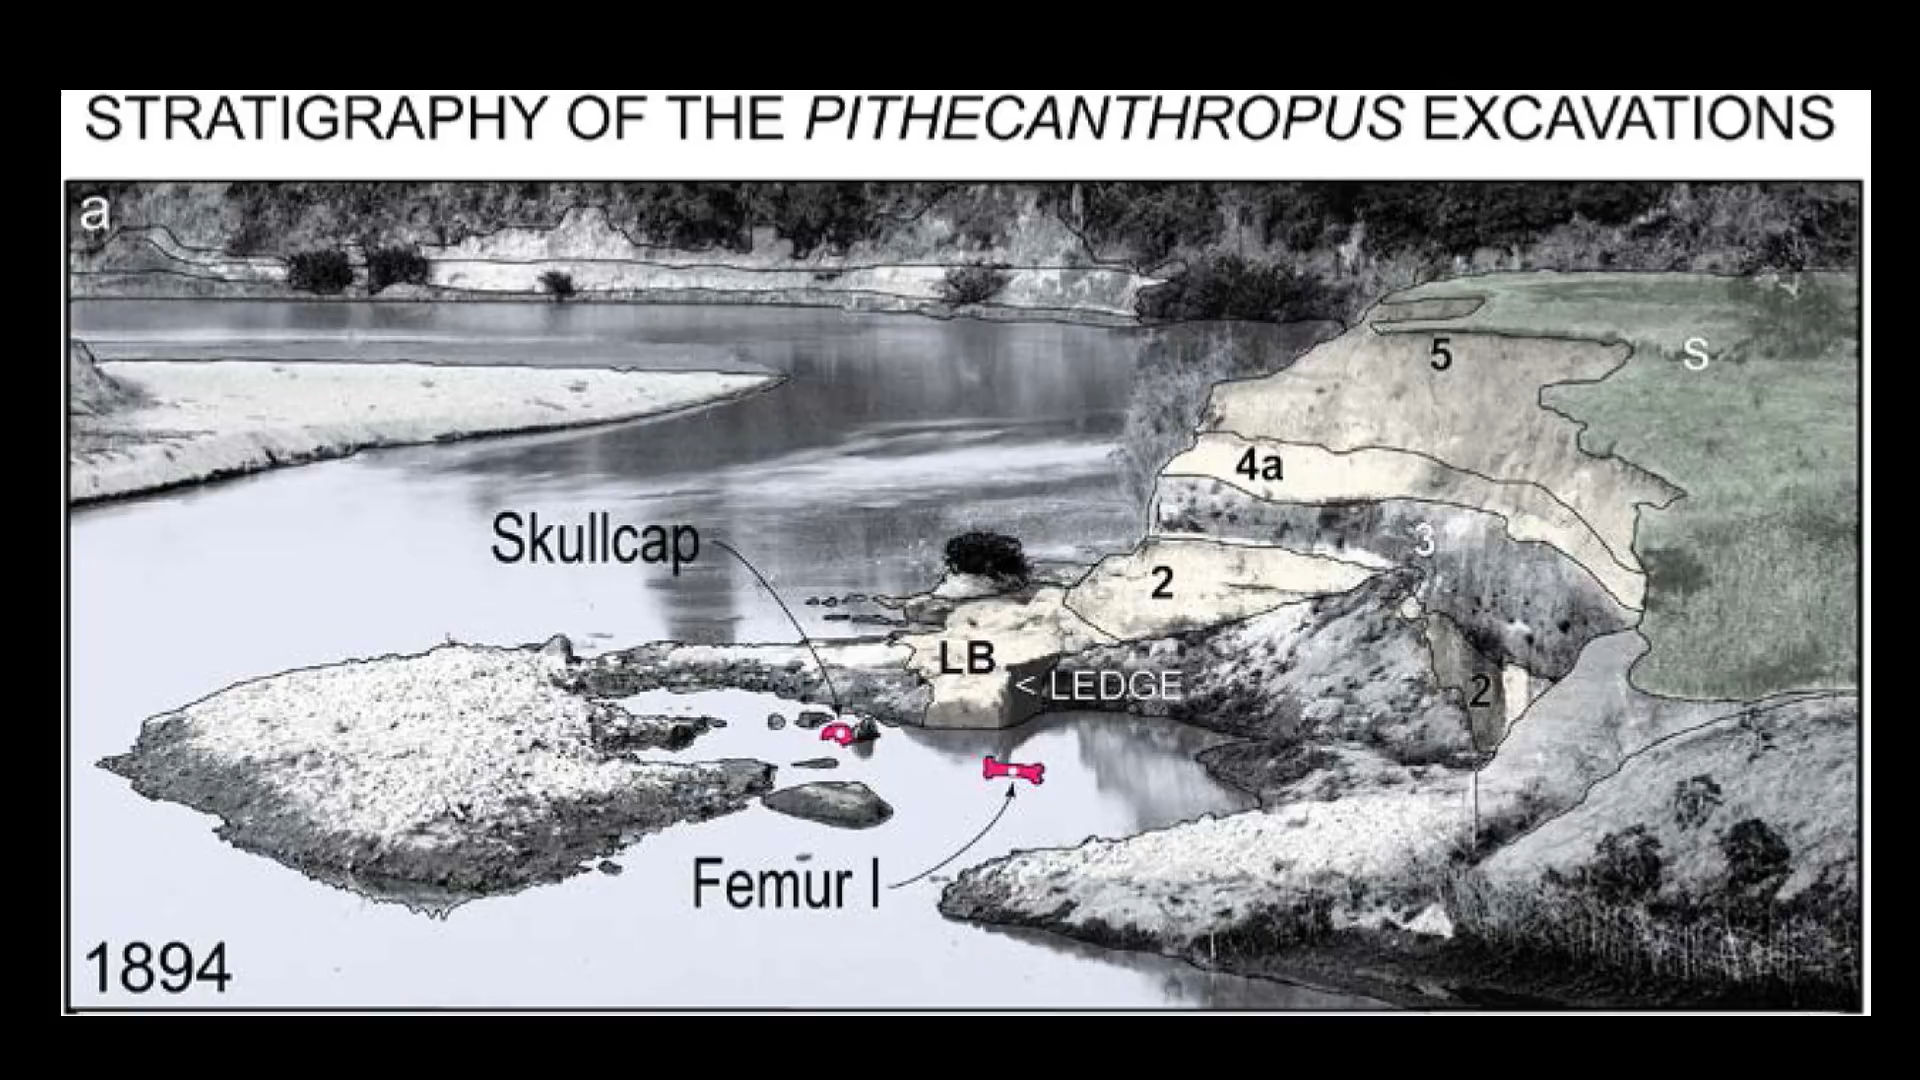 STRATIGRAPHY OF THE PITHECANTHROPUS EXCAVATIONS
a
5
S
4a
Skullcap
3
2
LB
< LEDGE
2
Femur I
1894